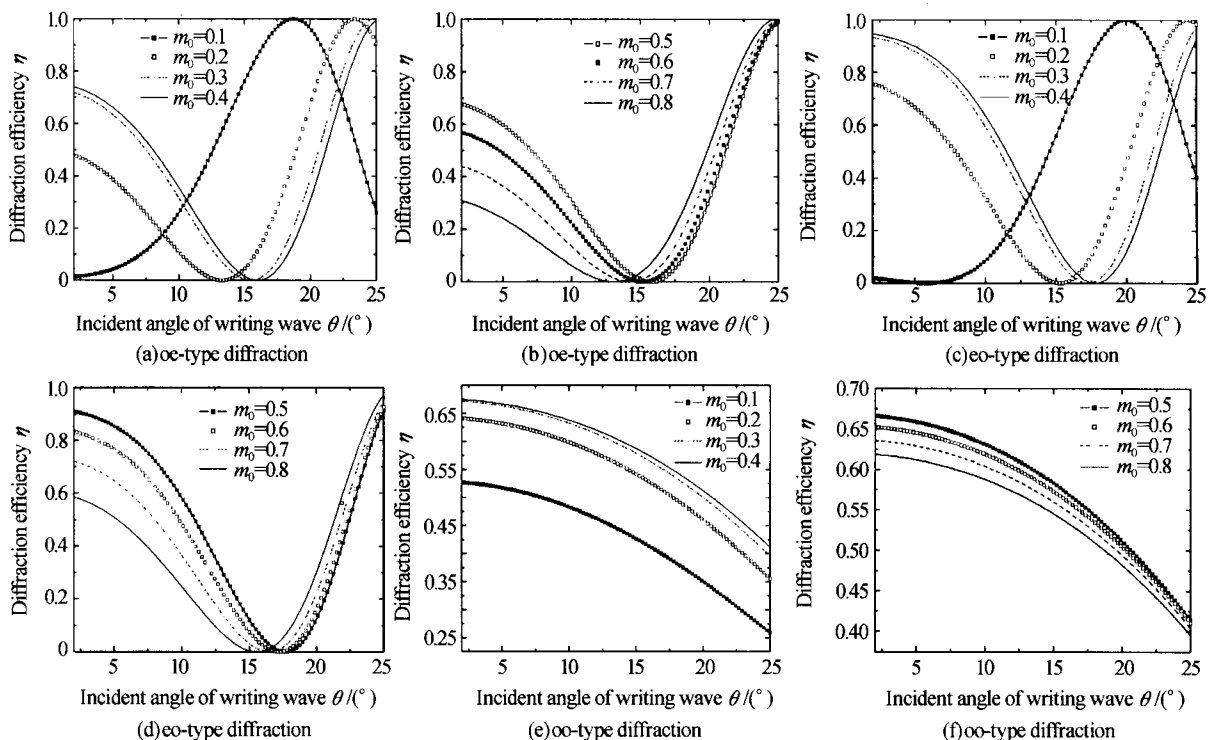 1.0
0.8
0.6
0.4
0.2
0
Diffraction efficiency η
m₀=0.1
m₀=0.2
m₀=0.3
m₀=0.4
5 10 15 20 25
Incident angle of writing wave θ/(°)
(a)oe-type diffraction
1.0
0.8
0.6
0.4
0.2
0
Diffraction efficiency η
m₀=0.5
m₀=0.6
m₀=0.7
m₀=0.8
5 10 15 20 25
Incident angle of writing wave θ/(°)
(b)oe-type diffraction
1.0
0.8
0.6
0.4
0.2
0
Diffraction efficiency η
m₀=0.1
m₀=0.2
m₀=0.3
m₀=0.4
5 10 15 20 25
Incident angle of writing wave θ/(°)
(c)eo-type diffraction
1.0
0.8
0.6
0.4
0.2
0
Diffraction efficiency η
m₀=0.5
m₀=0.6
m₀=0.7
m₀=0.8
5 10 15 20 25
Incident angle of writing wave θ/(°)
(d)eo-type diffraction
0.65
0.55
0.45
0.35
0.25
Diffraction efficiency η
m₀=0.1
m₀=0.2
m₀=0.3
m₀=0.4
5 10 15 20 25
Incident angle of writing wave θ/(°)
(e)oo-type diffraction
0.70
0.65
0.60
0.55
0.50
0.45
0.40
Diffraction efficiency η
m₀=0.5
m₀=0.6
m₀=0.7
m₀=0.8
5 10 15 20 25
Incident angle of writing wave θ/(°)
(f)oo-type diffraction